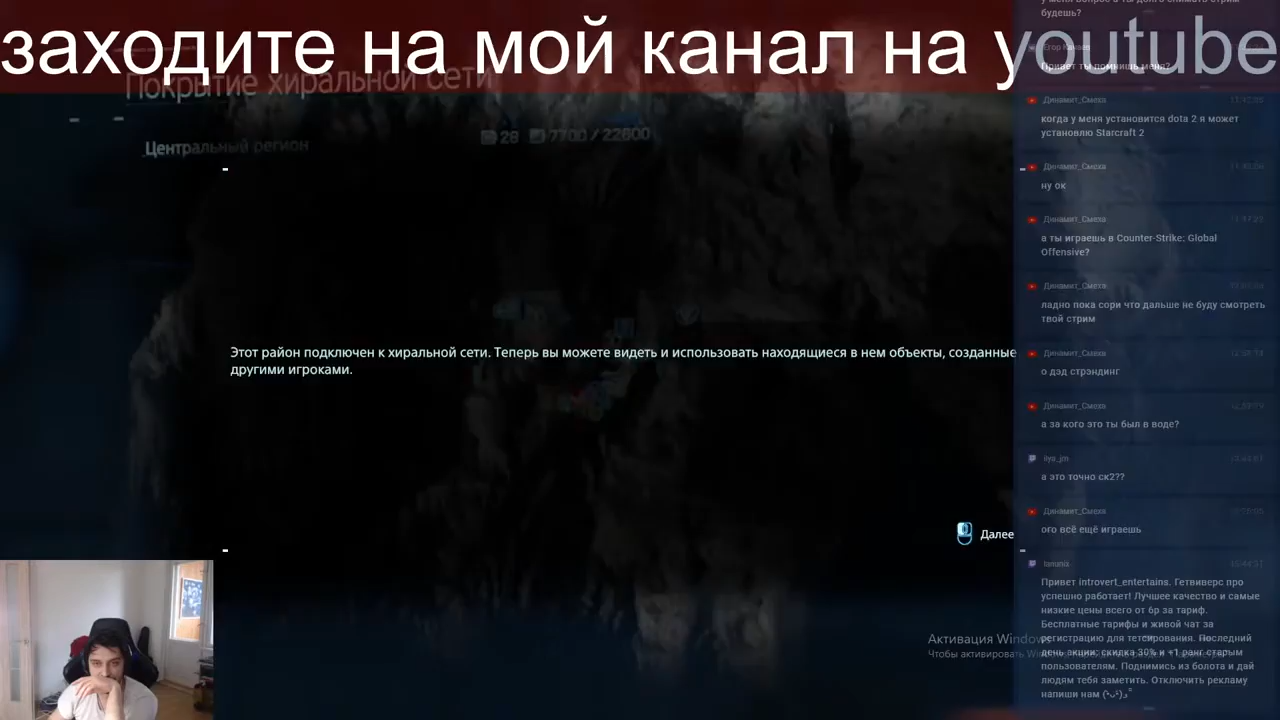 заходите на мой канал на youtube
Покрытие хиральной сети
Центральный регион
28 7700 / 22600
Этот район подключен к хиральной сети. Теперь вы можете видеть и использовать находящиеся в нем объекты, созданные
другими игроками.
Далее
Активация Windows
Чтобы активировать
будешь?
Егор Качаев
Привет ты помнишь меня?
Динамит_Смеха
когда у меня установится dota 2 я может
установлю Starcraft 2
Динамит_Смеха
ну ок
Динамит_Смеха
а ты играешь в Counter-Strike: Global
Offensive?
Динамит_Смеха
ладно пока сори что дальше не буду смотреть
твой стрим
Динамит_Смеха
о дэд стрэндинг
Динамит_Смеха
а за кого это ты был в воде?
ilya_jm
а это точно ск2??
Динамит_Смеха
ого всё ещё играешь
Привет introvert_entertains. Гетвиверс про
успешно работает! Лучшее качество и самые
низкие цены всего от 6р за тариф.
Бесплатные тарифы и живой чат за
регистрацию для тетстирования. Последний
день акции: скидка 30% и +1 ранг старым
пользователям. Поднимись из болота и дай
людям тебя заметить. Отключить рекламу
напиши нам